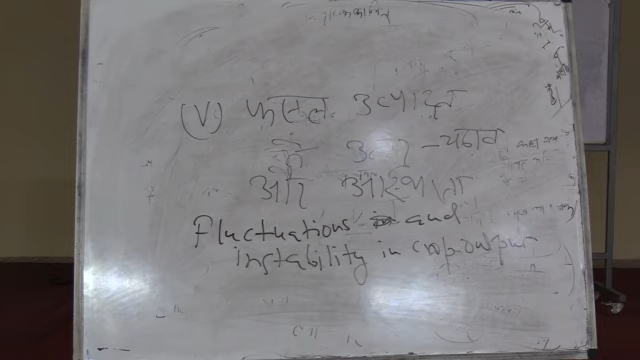 (V) फसल उत्पादन
में उतार-चढाव
और अस्थिरता
Fluctuations and
instability in crop output